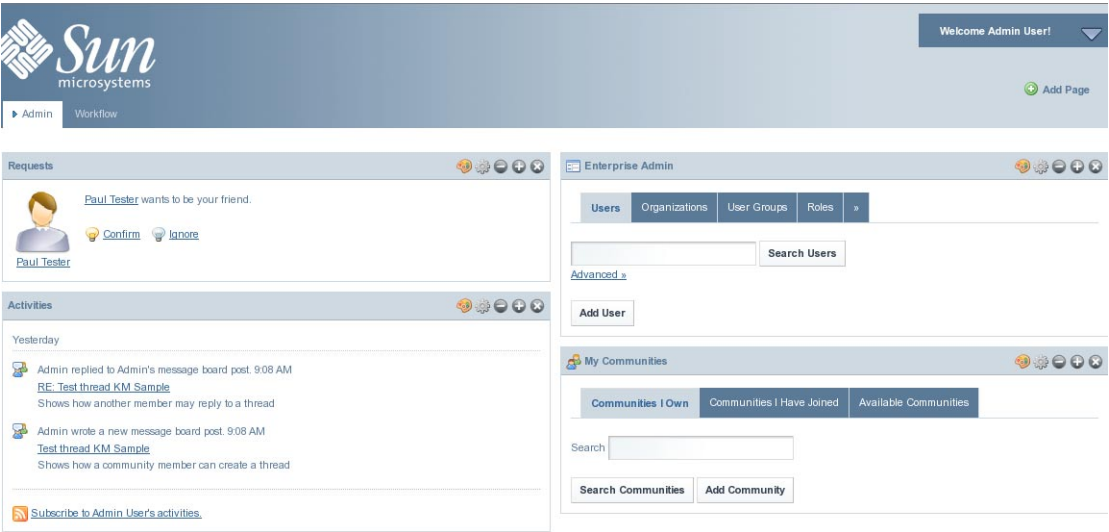 Sun
microsystems
Welcome Admin User!
Add Page
Admin Workflow
Requests
Paul Tester wants to be your friend.
Confirm Ignore
Paul Tester
Activities
Yesterday
Admin replied to Admin's message board post. 9:08 AM
RE: Test thread KM Sample
Shows how another member may reply to a thread
Admin wrote a new message board post. 9:08 AM
Test thread KM Sample
Shows how a community member can create a thread
Subscribe to Admin User's activities.
Enterprise Admin
Users Organizations User Groups Roles »
Search Users
Advanced »
Add User
My Communities
Communities I Own Communities I Have Joined Available Communities
Search
Search Communities Add Community